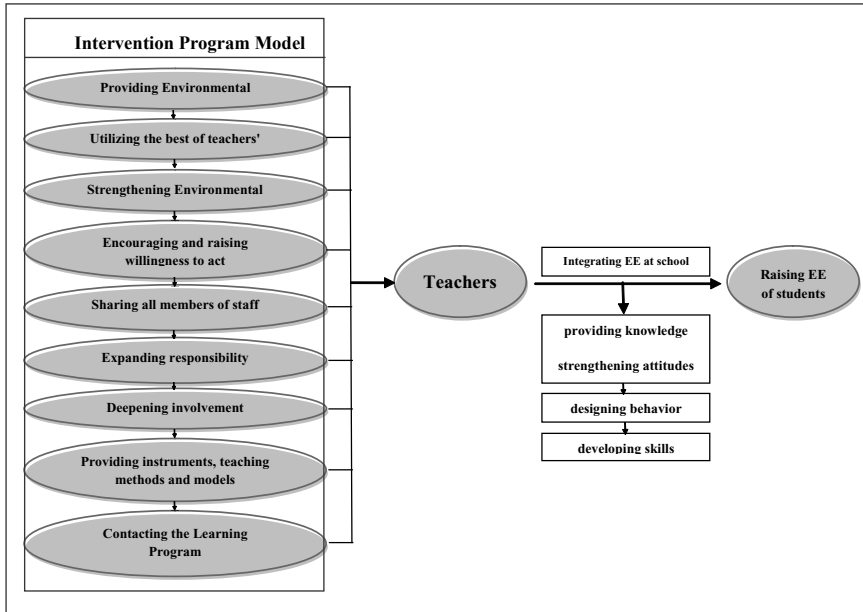 Intervention Program Model
Providing Environmental
Utilizing the best of teachers'
Strengthening Environmental
Encouraging and raising
willingness to act
Sharing all members of staff
Expanding responsibility
Deepening involvement
Providing instruments, teaching
methods and models
Contacting the Learning
Program
Teachers
Integrating EE at school
providing knowledge
strengthening attitudes
designing behavior
developing skills
Raising EE
of students